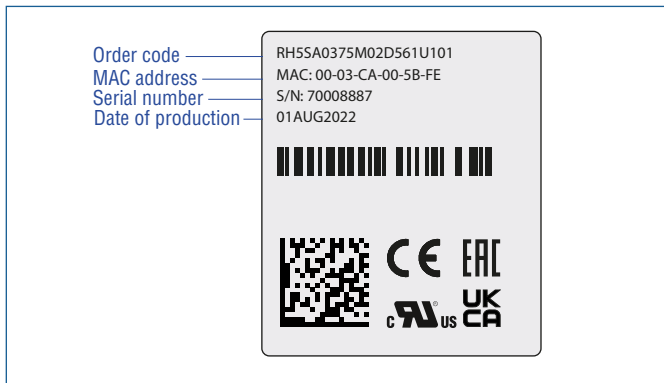 Order code
RH5SA0375M02D561U101
MAC address
MAC: 00-03-CA-00-5B-FE
Serial number
S/N: 70008887
Date of production
01AUG2022
CE
EAC
c RU® US
UK
CA